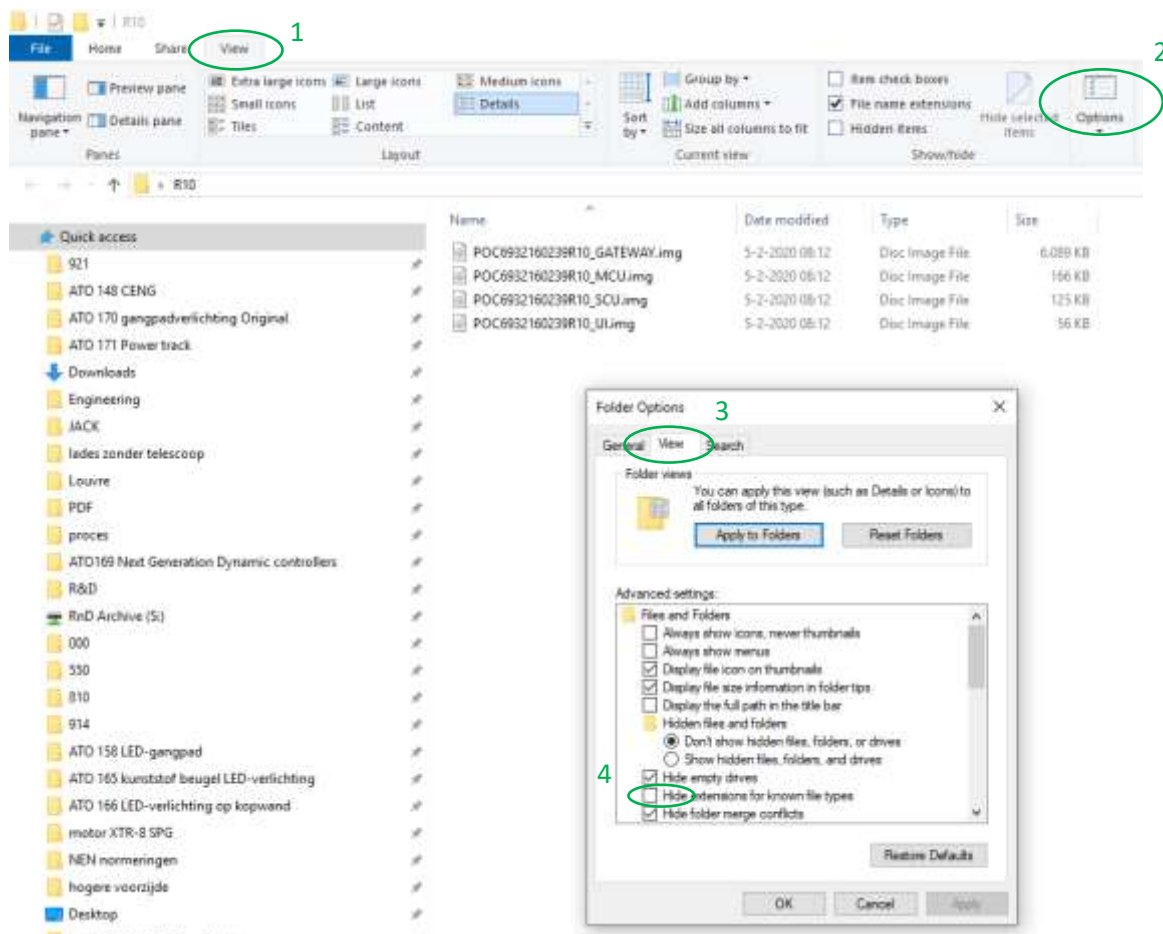 R10
1
File Home Share View
2
Preview pane
Details pane
Navigation pane
Panes
Extra large icons Large icons Medium icons
Small icons List Details
Tiles Content
Layout
Sort by
Group by
Add columns
Size all columns to fit
Current view
Item check boxes
File name extensions
Hidden items
Hide selected items
Show/hide
Options
R10
Name Date modified Type Size
POC6932160239R10_GATEWAY.img 5-2-2020 08:12 Disc Image File 6.089 KB
POC6932160239R10_MCU.img 5-2-2020 08:12 Disc Image File 166 KB
POC6932160239R10_SCU.img 5-2-2020 08:12 Disc Image File 125 KB
POC6932160239R10_UI.img 5-2-2020 08:12 Disc Image File 56 KB
Quick access
921
ATO 148 CENG
ATO 170 gangpadverlichting Original
ATO 171 Power track
Downloads
Engineering
JACK
lades zonder telescoop
Louvre
PDF
proces
ATO169 Next Generation Dynamic controllers
R&D
RnD Archive (S:)
000
550
810
914
ATO 158 LED-gangpad
ATO 165 kunststof beugel LED-verlichting
ATO 166 LED-verlichting op kopwand
motor XTR-8 SPG
NEN normeringen
hogere voorzijde
Desktop
Folder Options
3
General View Search
Folder views
You can apply this view (such as Details or Icons) to
all folders of this type.
Apply to Folders Reset Folders
Advanced settings:
Files and Folders
Always show icons, never thumbnails
Always show menus
Display file icon on thumbnails
Display file size information in folder tips
Display the full path in the title bar
Hidden files and folders
Don't show hidden files, folders, or drives
Show hidden files, folders, and drives
4
Hide empty drives
Hide extensions for known file types
Hide folder merge conflicts
Restore Defaults
OK Cancel Apply